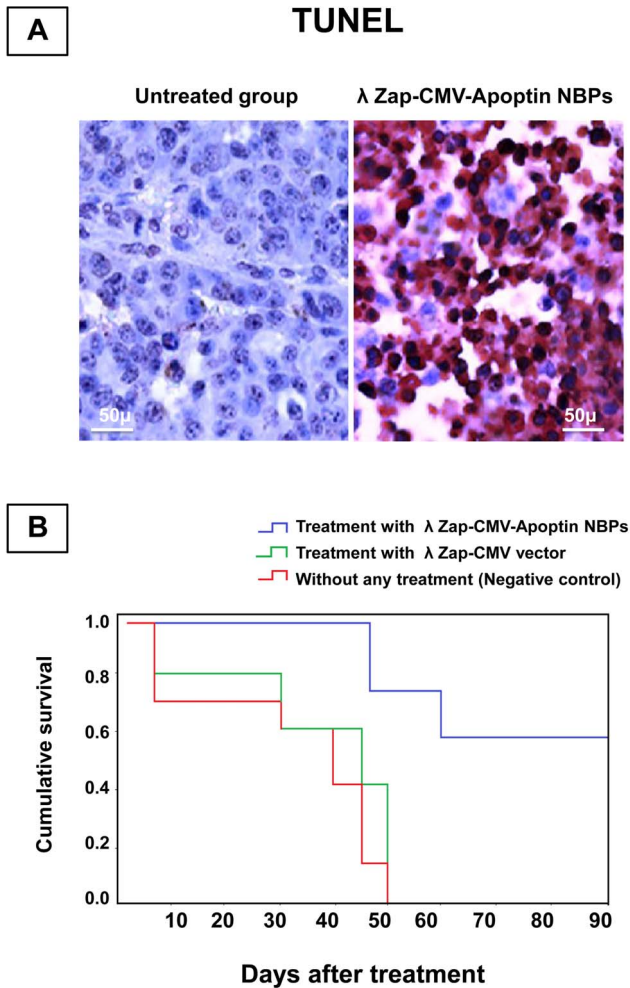 A
TUNEL
Untreated group
λ Zap-CMV-Apoptin NBPs
50μ
50μ
B
Treatment with λ Zap-CMV-Apoptin NBPs
Treatment with λ Zap-CMV vector
Without any treatment (Negative control)
Cumulative survival
1.0
0.8
0.6
0.4
0.2
0.0
10 20 30 40 50 60 70 80 90
Days after treatment